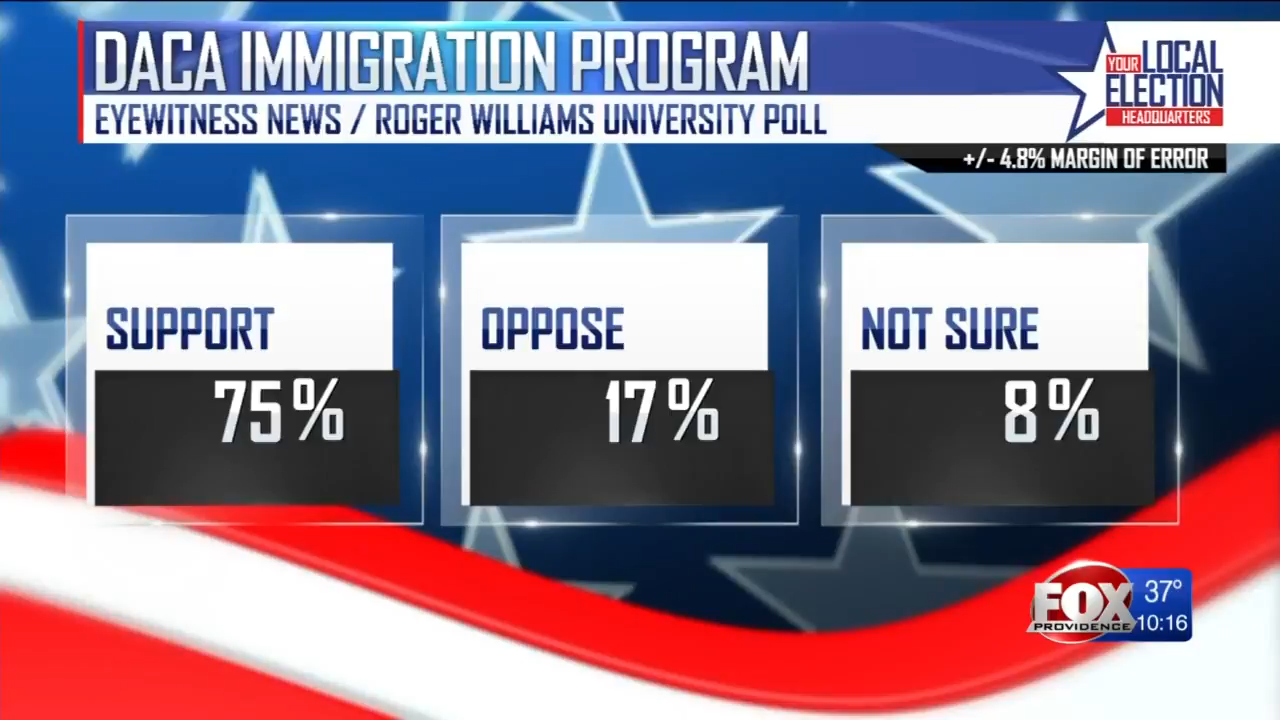 DACA IMMIGRATION PROGRAM
EYEWITNESS NEWS / ROGER WILLIAMS UNIVERSITY POLL
YOUR LOCAL
ELECTION
HEADQUARTERS
+/- 4.8% MARGIN OF ERROR
SUPPORT
75%
OPPOSE
17%
NOT SURE
8%
FOX
PROVIDENCE
37°
10:16